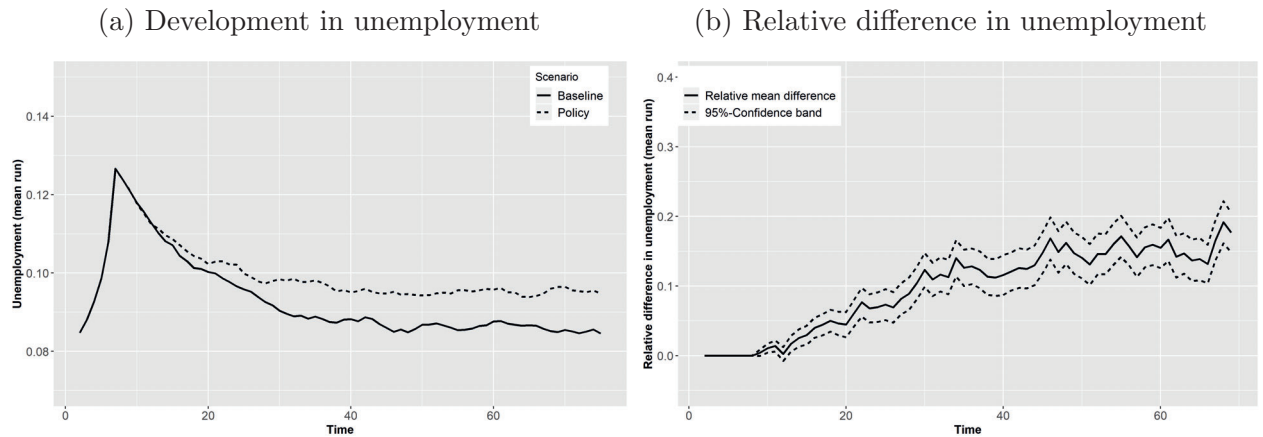 (a) Development in unemployment
Unemployment (mean run)
0.14
0.12
0.10
0.08
Scenario
Baseline
Policy
0
20
40
60
Time
(b) Relative difference in unemployment
Relative difference in unemployment (mean run)
0.4
0.3
0.2
0.1
0.0
Relative mean difference
95%-Confidence band
0
20
40
60
Time